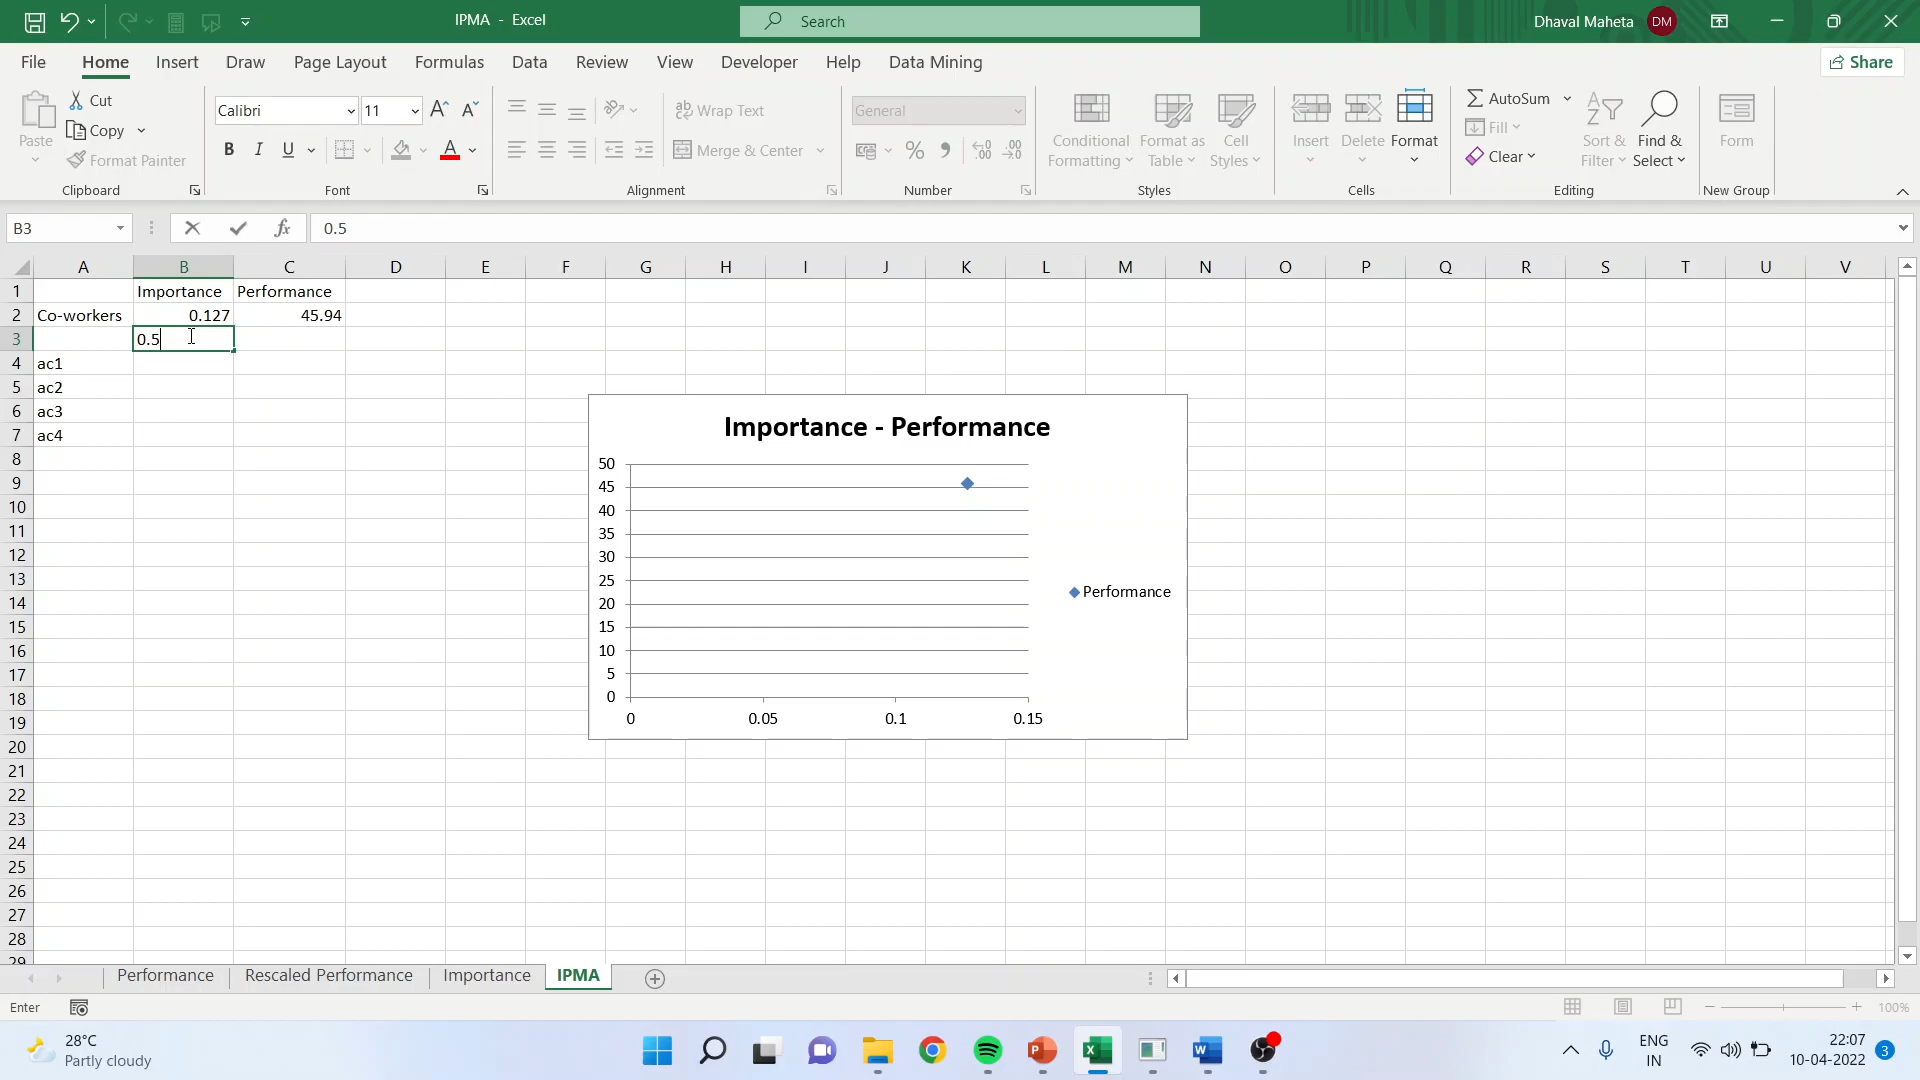 IPMA - Excel
Search
Dhaval Maheta
DM
File
Home
Insert
Draw
Page Layout
Formulas
Data
Review
View
Developer
Help
Data Mining
Share
Paste
Cut
Copy
Format Painter
Clipboard
Calibri
11
B I U
Font
Wrap Text
Merge & Center
Alignment
General
Number
Conditional Formatting
Format as Table
Cell Styles
Styles
Insert
Delete
Format
Cells
AutoSum
Fill
Clear
Sort & Filter
Find & Select
Editing
Form
New Group
B3
fx
0.5
A B C D E F G H I J K L M N O P Q R S T U V
1 Importance Performance
2 Co-workers 0.127 45.94
3 0.5
4 ac1
5 ac2
6 ac3
7 ac4
8
9
10
11
12
13
14
15
16
17
18
19
20
21
22
23
24
25
26
27
28
29
Importance - Performance
50
45
40
35
30
25
20
15
10
5
0
0 0.05 0.1 0.15
Performance
Performance
Rescaled Performance
Importance
IPMA
Enter
100%
28°C
Partly cloudy
ENG
IN
22:07
10-04-2022
3